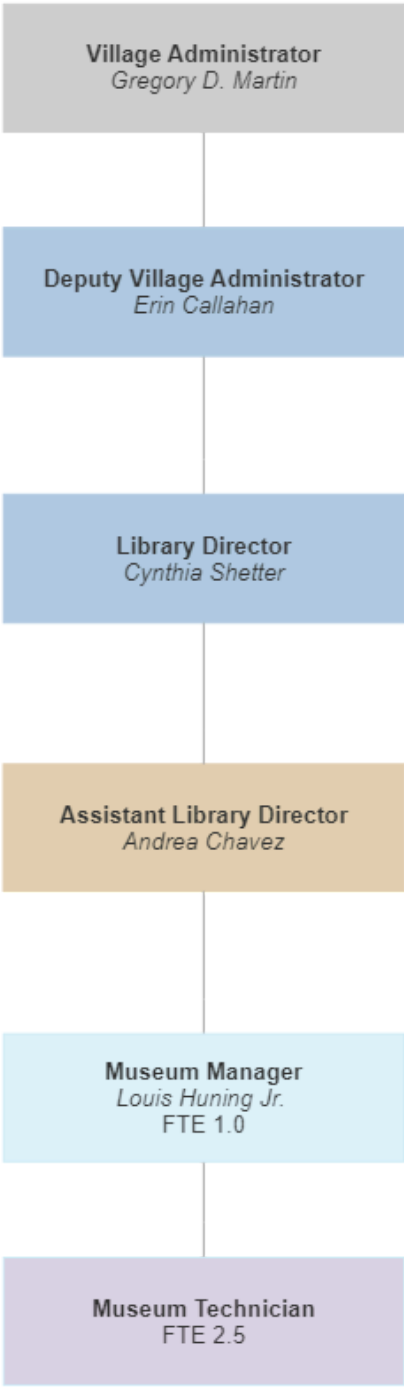 Village Administrator
Gregory D. Martin
Deputy Village Administrator
Erin Callahan
Library Director
Cynthia Shetter
Assistant Library Director
Andrea Chavez
Museum Manager
Louis Huning Jr.
FTE 1.0
Museum Technician
FTE 2.5